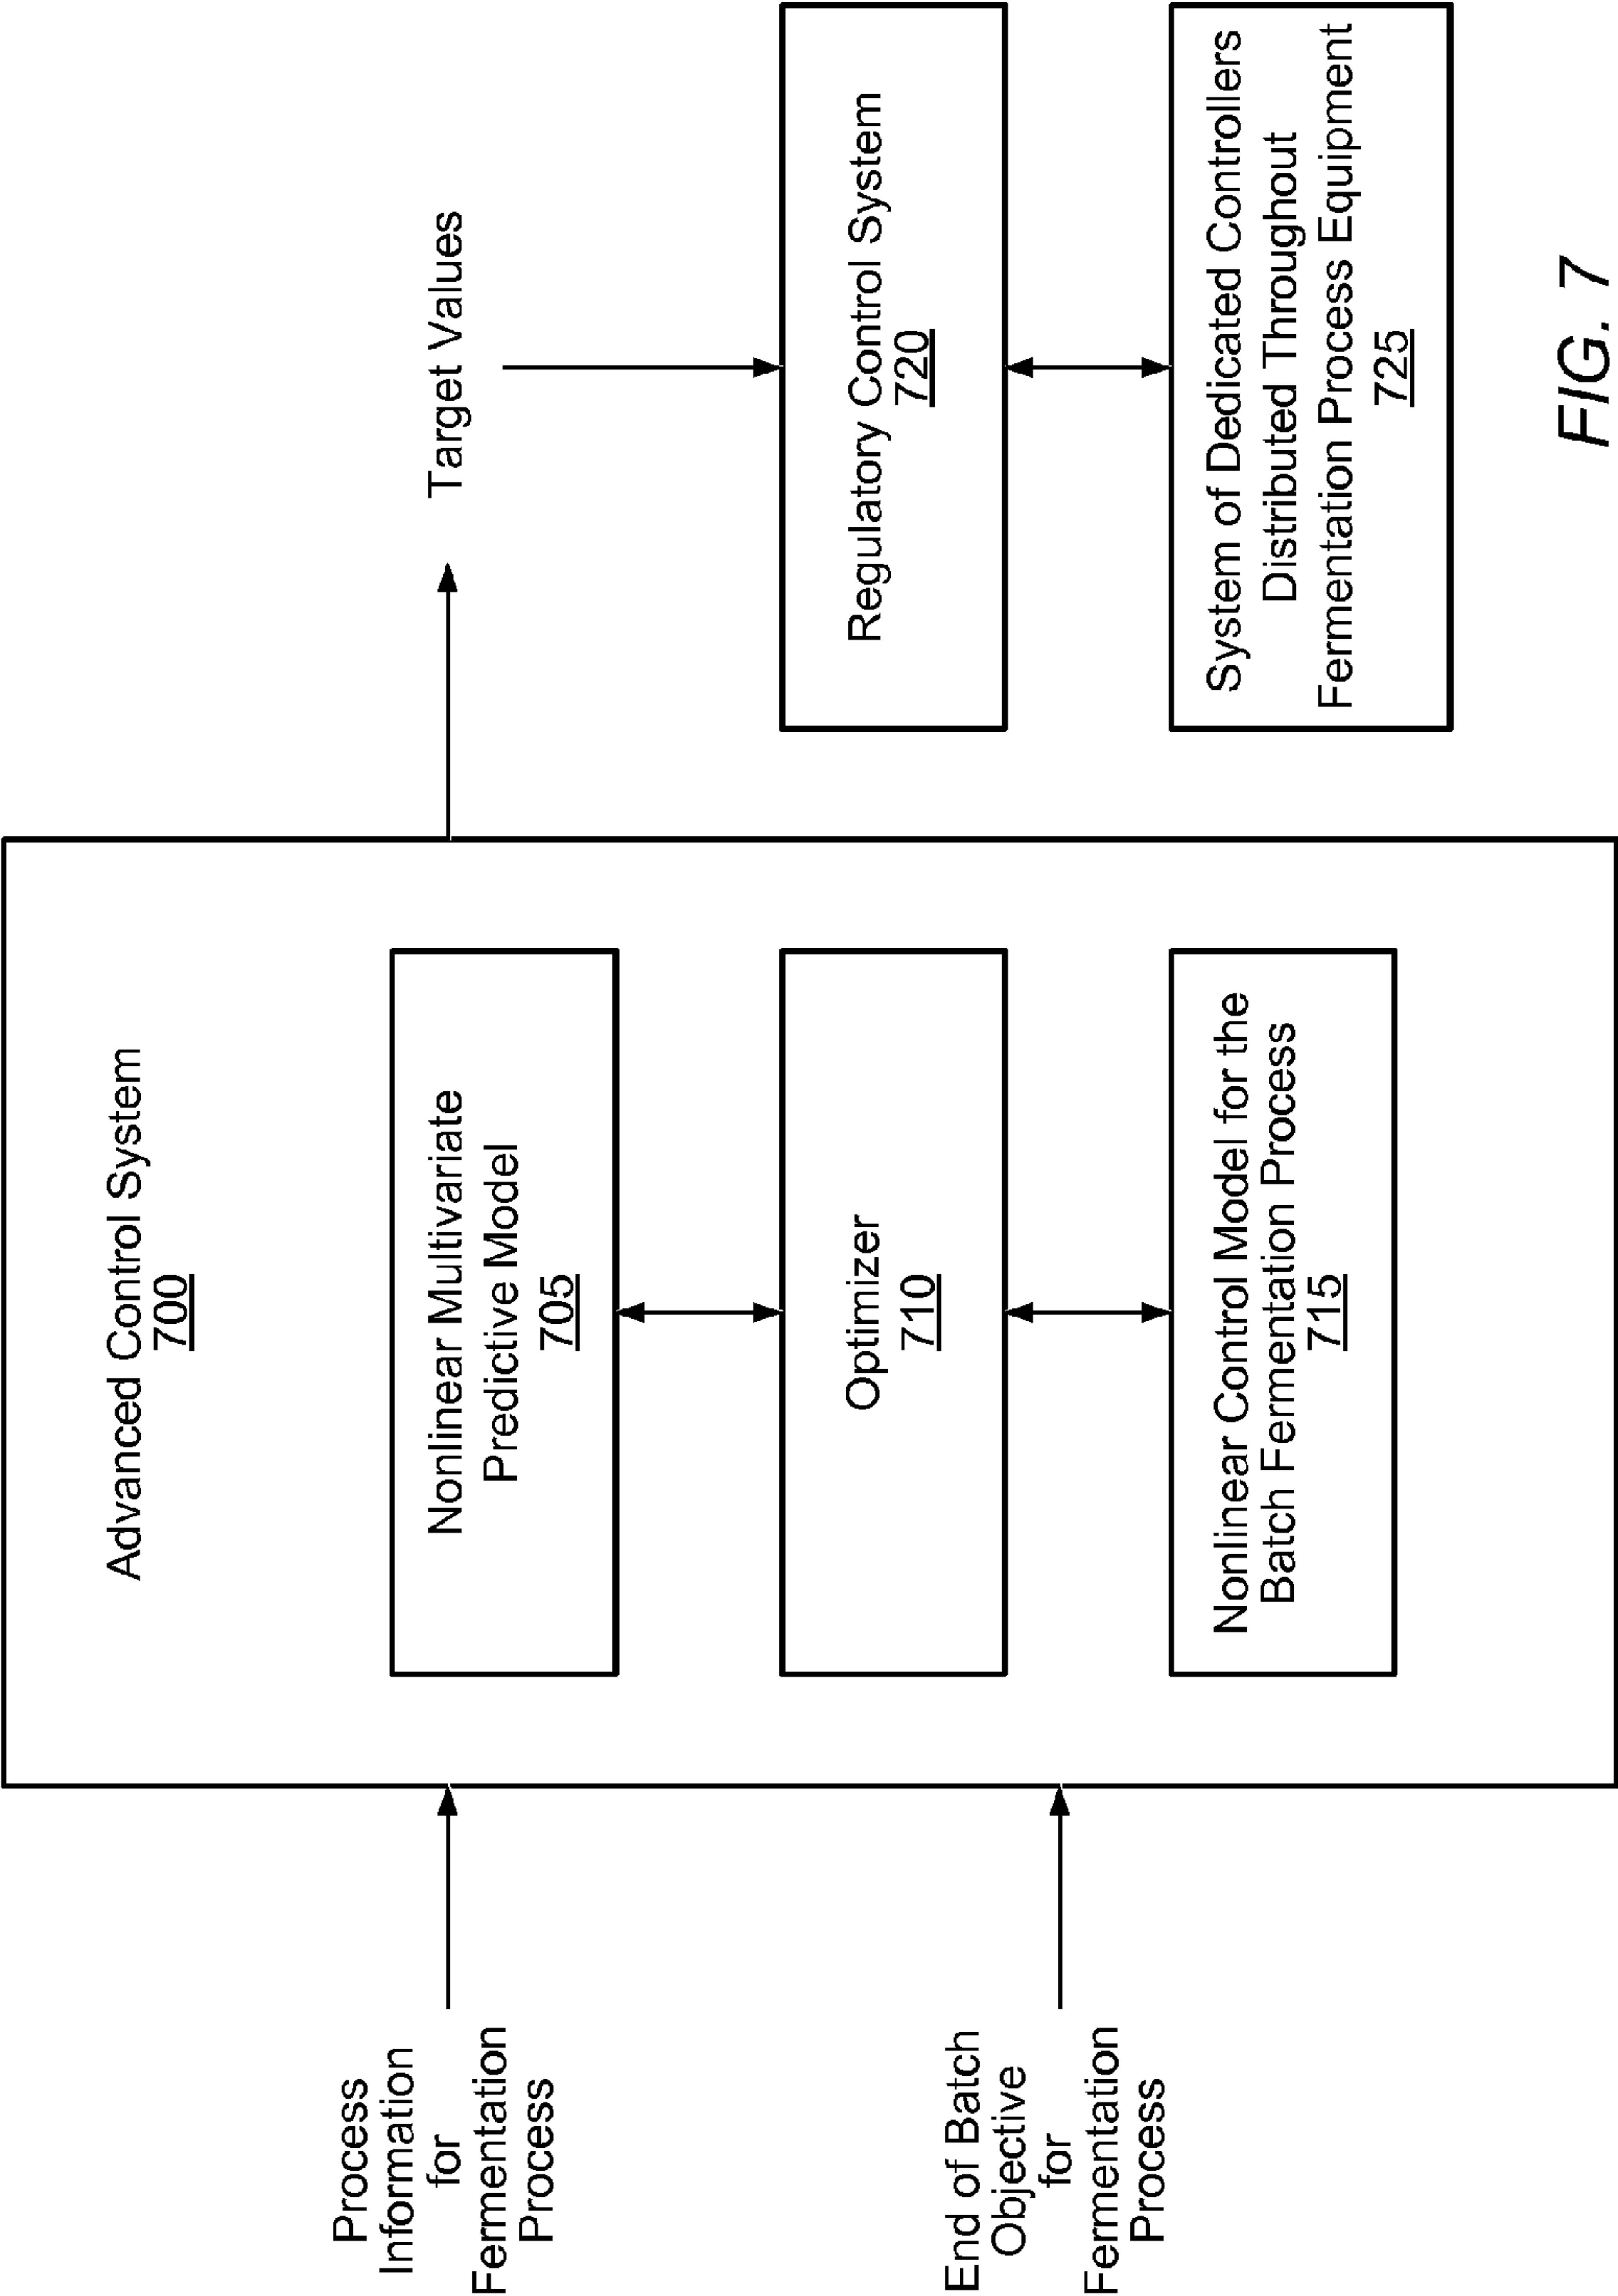 Advanced Control System
700
Process
Information
for
Fermentation
Process
Nonlinear Multivariate
Predictive Model
705
Target Values
End of Batch
Objective
for
Fermentation
Process
Optimizer
710
Regulatory Control System
720
Nonlinear Control Model for the
Batch Fermentation Process
715
System of Dedicated Controllers
Distributed Throughout
Fermentation Process Equipment
725
FIG. 7